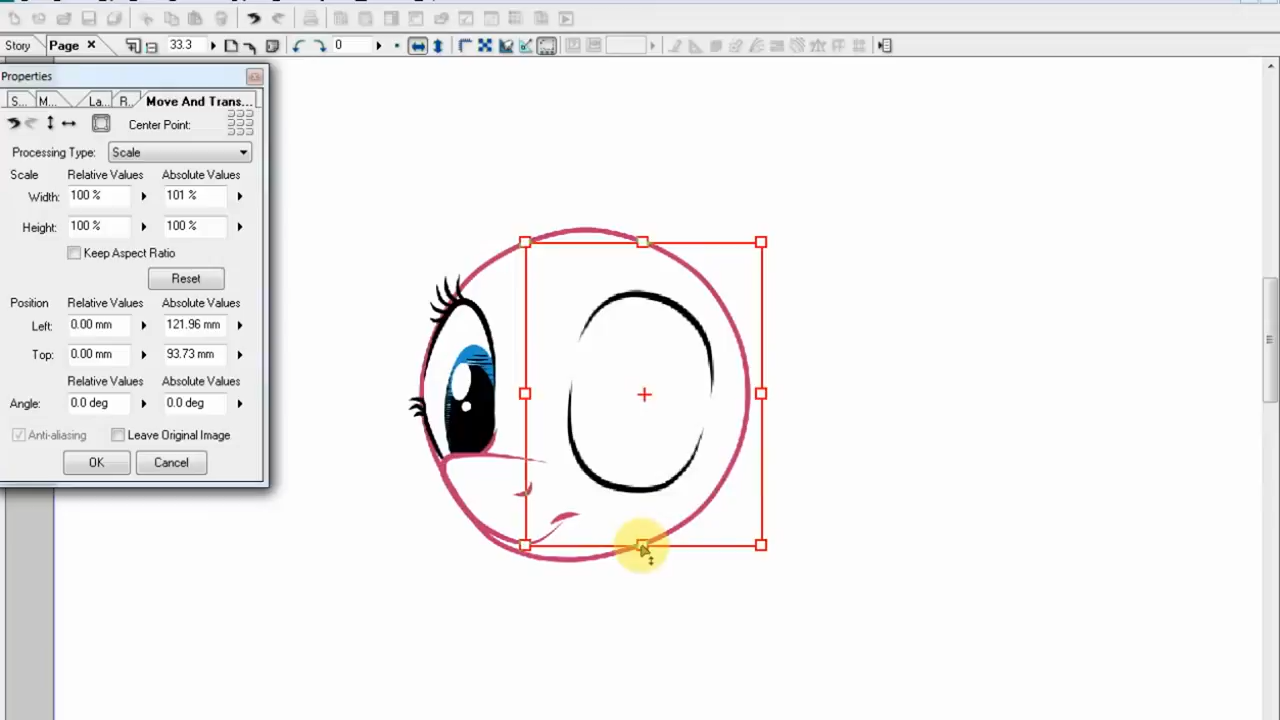 Story Page × 33.3 0
Properties
S... M... La... R... Move And Trans...
Center Point:
Processing Type: Scale
Scale Relative Values Absolute Values
Width: 100 % 101 %
Height: 100 % 100 %
Keep Aspect Ratio
Reset
Position Relative Values Absolute Values
Left: 0.00 mm 121.96 mm
Top: 0.00 mm 93.73 mm
Relative Values Absolute Values
Angle: 0.0 deg 0.0 deg
Anti-aliasing Leave Original Image
OK Cancel